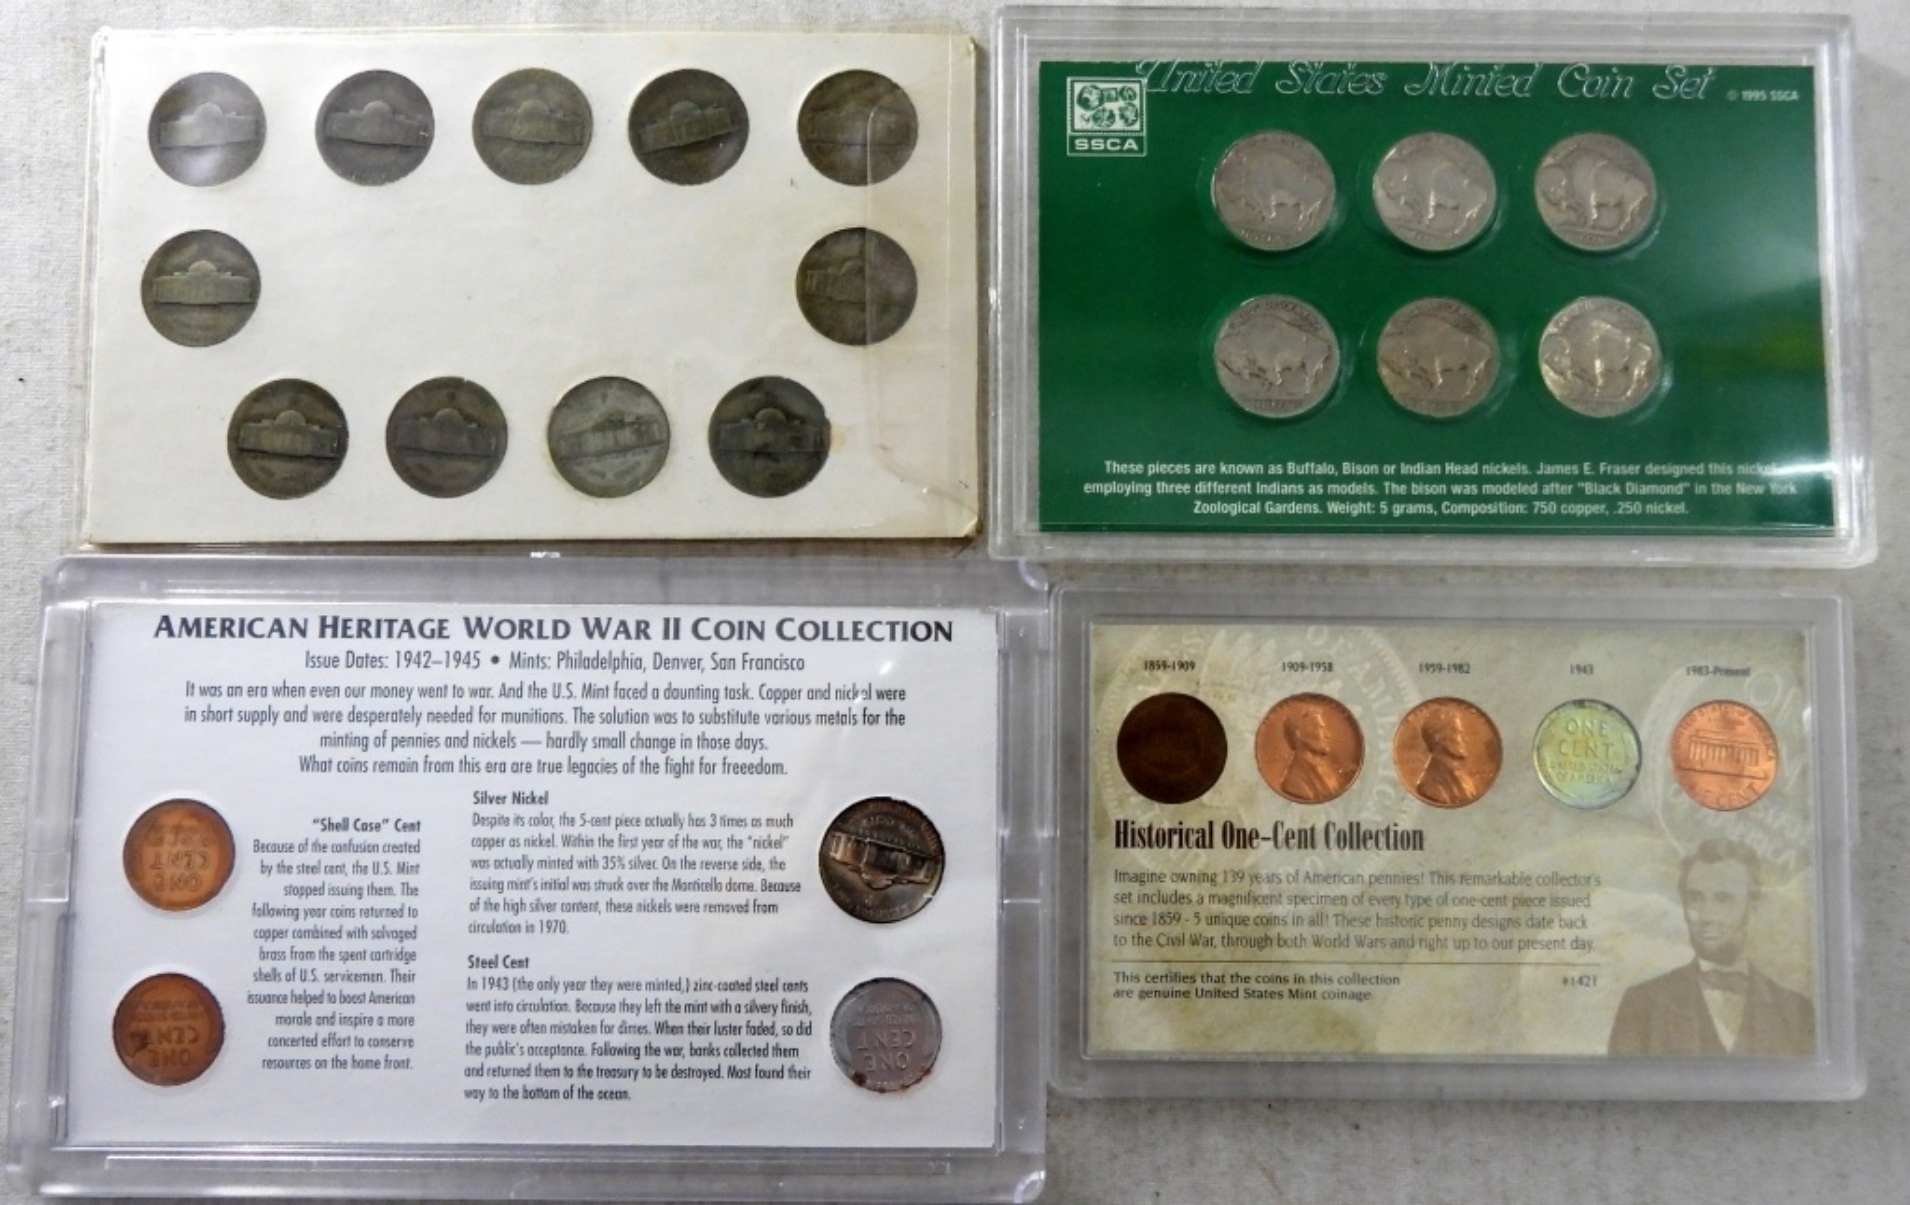 United States Minted Coin Set
© 1995 SSCA
SSCA
These pieces are known as Buffalo, Bison or Indian Head nickels. James E. Fraser designed this nickel
employing three different Indians as models. The bison was modeled after "Black Diamond" in the New York
Zoological Gardens. Weight: 5 grams, Composition: 750 copper, .250 nickel.
AMERICAN HERITAGE WORLD WAR II COIN COLLECTION
Issue Dates: 1942–1945 • Mints: Philadelphia, Denver, San Francisco
It was an era when even our money went to war. And the U.S. Mint faced a daunting task. Copper and nickel were
in short supply and were desperately needed for munitions. The solution was to substitute various metals for the
minting of pennies and nickels — hardly small change in those days.
What coins remain from this era are true legacies of the fight for freeedom.
"Shell Case" Cent
Because of the confusion created
by the steel cent, the U.S. Mint
stopped issuing them. The
following year coins returned to
copper combined with salvaged
brass from the spent cartridge
shells of U.S. servicemen. Their
issuance helped to boost American
morale and inspire a more
concerted effort to conserve
resources on the home front.
Silver Nickel
Despite its color, the 5-cent piece actually has 3 times as much
copper as nickel. Within the first year of the war, the "nickel"
was actually minted with 35% silver. On the reverse side, the
issuing mint's initial was struck over the Monticello dome. Because
of the high silver content, these nickels were removed from
circulation in 1970.
Steel Cent
In 1943 (the only year they were minted,) zinc-coated steel cents
went into circulation. Because they left the mint with a silvery finish,
they were often mistaken for dimes. When their luster faded, so did
the public's acceptance. Following the war, banks collected them
and returned them to the treasury to be destroyed. Most found their
way to the bottom of the ocean.
ONE
CENT
ONE
CENT
ONE
CENT
1859-1909
1909-1958
1959-1982
1943
1983-Present
ONE
CENT
UNITED STATES
OF AMERICA
CENT
Historical One-Cent Collection
Imagine owning 139 years of American pennies! This remarkable collector's
set includes a magnificent specimen of every type of one-cent piece issued
since 1859 - 5 unique coins in all! These historic penny designs date back
to the Civil War, through both World Wars and right up to our present day.
This certifies that the coins in this collection
are genuine United States Mint coinage.
#1421